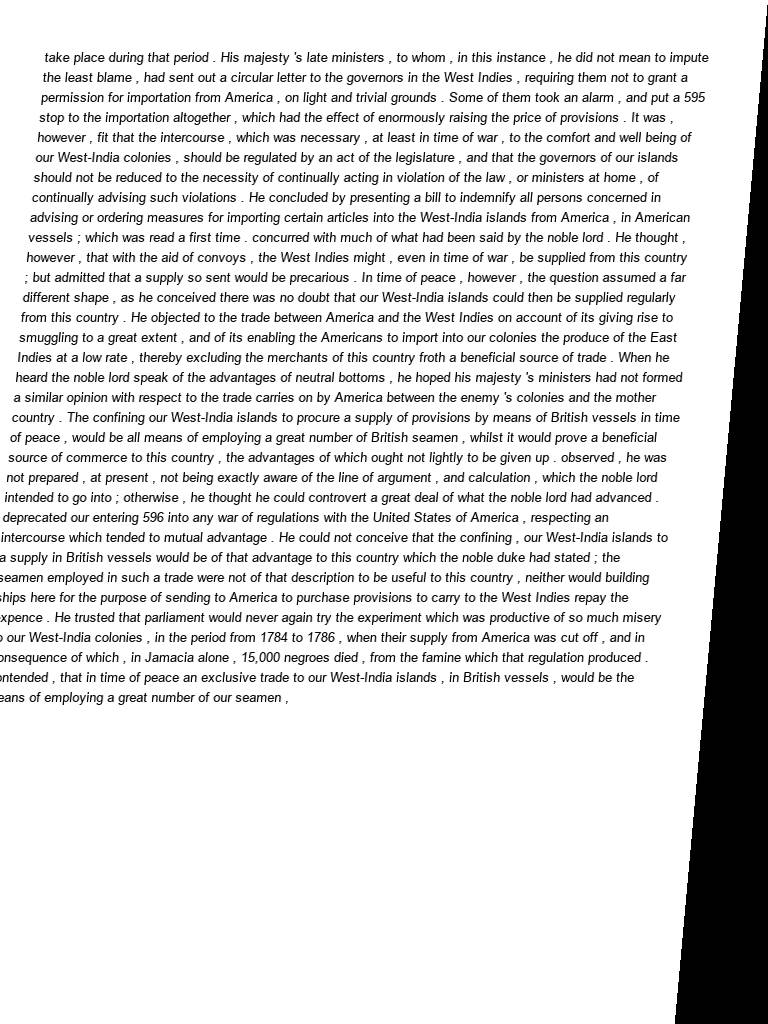 take place during that period . His majesty 's late ministers , to whom , in this instance , he did not mean to impute
the least blame , had sent out a circular letter to the governors in the West Indies , requiring them not to grant a
permission for importation from America , on light and trivial grounds . Some of them took an alarm , and put a 595
stop to the importation altogether , which had the effect of enormously raising the price of provisions . It was ,
however , fit that the intercourse , which was necessary , at least in time of war , to the comfort and well being of
our West-India colonies , should be regulated by an act of the legislature , and that the governors of our islands
should not be reduced to the necessity of continually acting in violation of the law , or ministers at home , of
continually advising such violations . He concluded by presenting a bill to indemnify all persons concerned in
advising or ordering measures for importing certain articles into the West-India islands from America , in American
vessels ; which was read a first time . concurred with much of what had been said by the noble lord . He thought ,
however , that with the aid of convoys , the West Indies might , even in time of war , be supplied from this country
; but admitted that a supply so sent would be precarious . In time of peace , however , the question assumed a far
different shape , as he conceived there was no doubt that our West-India islands could then be supplied regularly
from this country . He objected to the trade between America and the West Indies on account of its giving rise to
smuggling to a great extent , and of its enabling the Americans to import into our colonies the produce of the East
Indies at a low rate , thereby excluding the merchants of this country froth a beneficial source of trade . When he
heard the noble lord speak of the advantages of neutral bottoms , he hoped his majesty 's ministers had not formed
a similar opinion with respect to the trade carries on by America between the enemy 's colonies and the mother
country . The confining our West-India islands to procure a supply of provisions by means of British vessels in time
of peace , would be all means of employing a great number of British seamen , whilst it would prove a beneficial
source of commerce to this country , the advantages of which ought not lightly to be given up . observed , he was
not prepared , at present , not being exactly aware of the line of argument , and calculation , which the noble lord
intended to go into ; otherwise , he thought he could controvert a great deal of what the noble lord had advanced .
deprecated our entering 596 into any war of regulations with the United States of America , respecting an
intercourse which tended to mutual advantage . He could not conceive that the confining , our West-India islands to
a supply in British vessels would be of that advantage to this country which the noble duke had stated ; the
seamen employed in such a trade were not of that description to be useful to this country , neither would building
ships here for the purpose of sending to America to purchase provisions to carry to the West Indies repay the
expence . He trusted that parliament would never again try the experiment which was productive of so much misery
o our West-India colonies , in the period from 1784 to 1786 , when their supply from America was cut off , and in
onsequence of which , in Jamacia alone , 15,000 negroes died , from the famine which that regulation produced .
ontended , that in time of peace an exclusive trade to our West-India islands , in British vessels , would be the
eans of employing a great number of our seamen ,